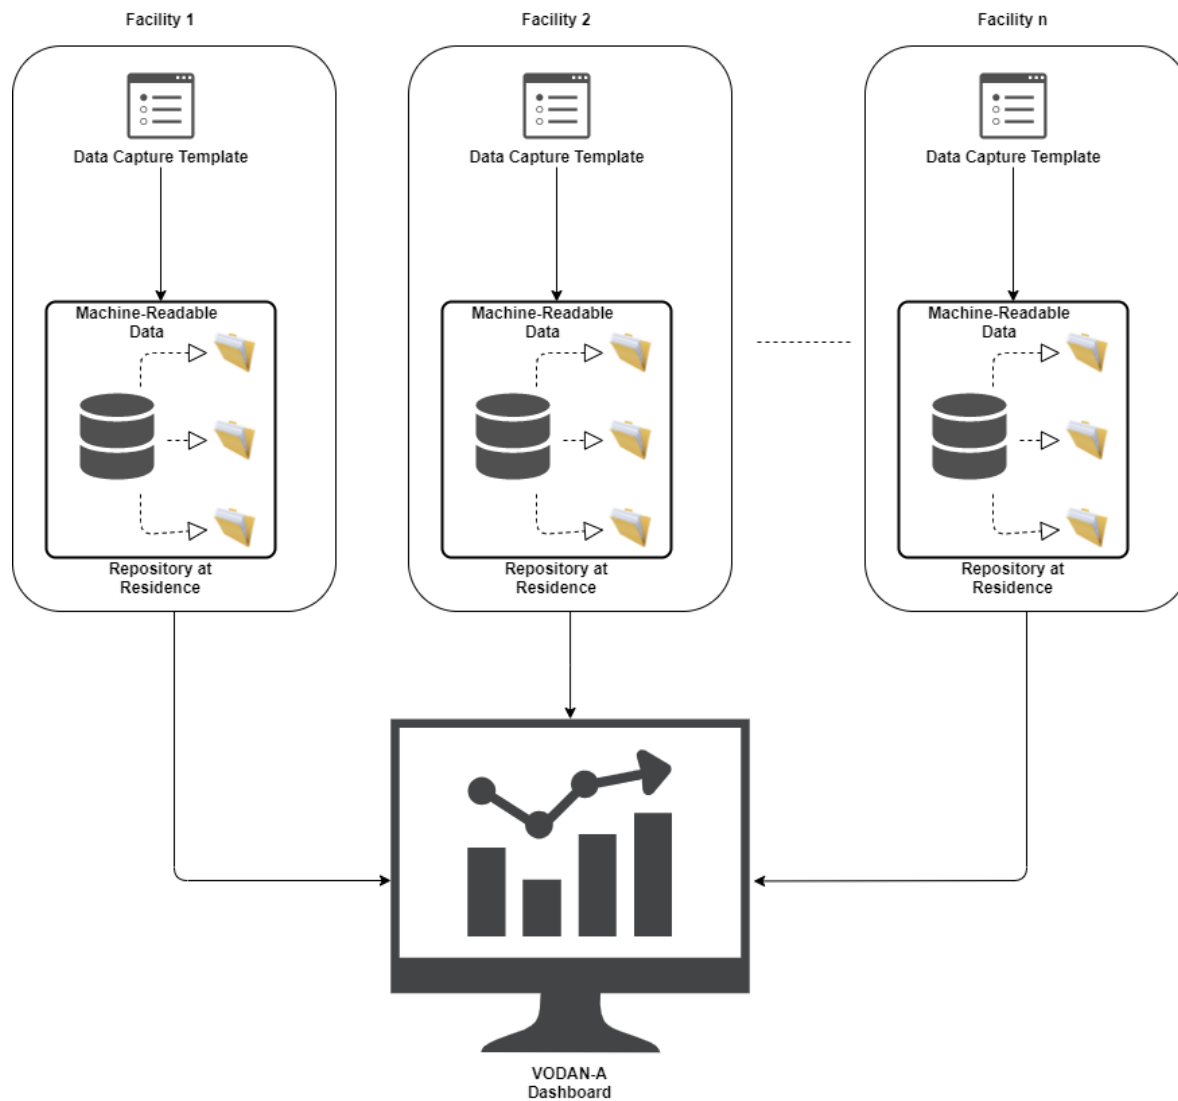 Facility 1
Facility 2
Facility n
Data Capture Template
Data Capture Template
Data Capture Template
Machine-Readable
Data
Machine-Readable
Data
Machine-Readable
Data
Repository at
Residence
Repository at
Residence
Repository at
Residence
VODAN-A
Dashboard